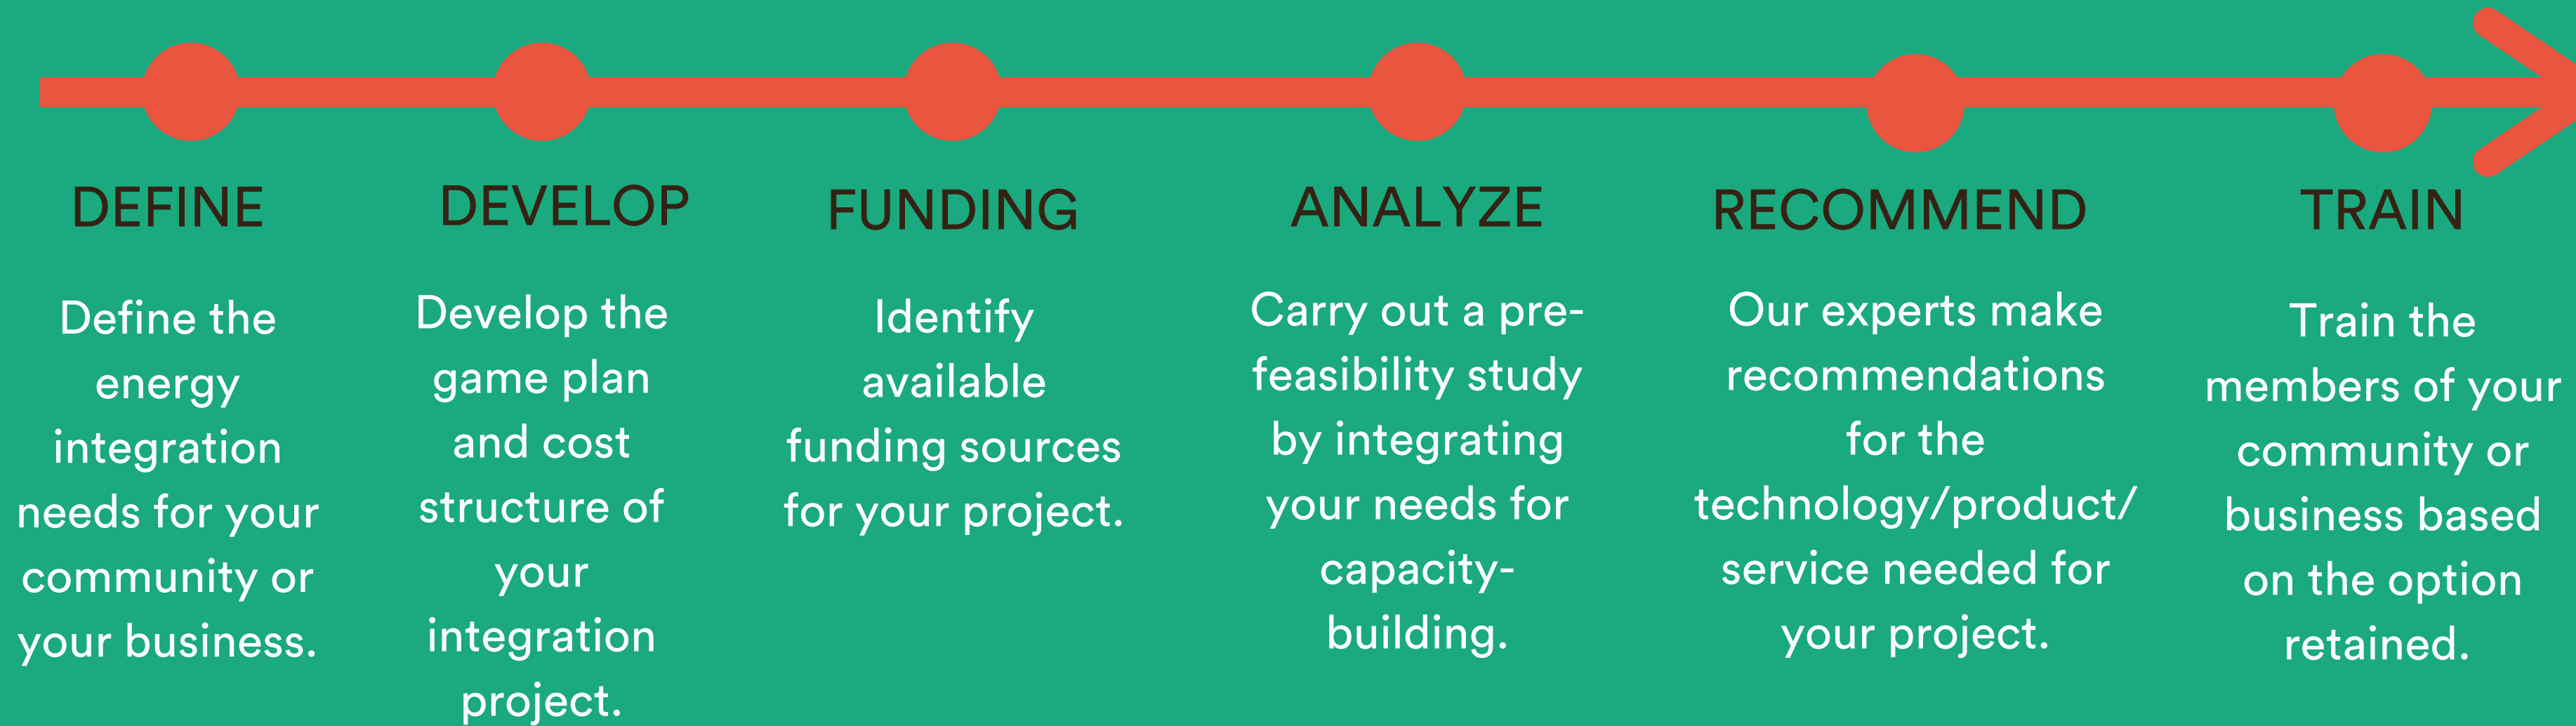 DEFINE
Define the
energy
integration
needs for your
community or
your business.
DEVELOP
Develop the
game plan
and cost
structure of
your
integration
project.
FUNDING
Identify
available
funding sources
for your project.
ANALYZE
Carry out a pre-
feasibility study
by integrating
your needs for
capacity-
building.
RECOMMEND
Our experts make
recommendations
for the
technology/product/
service needed for
your project.
TRAIN
Train the
members of your
community or
business based
on the option
retained.